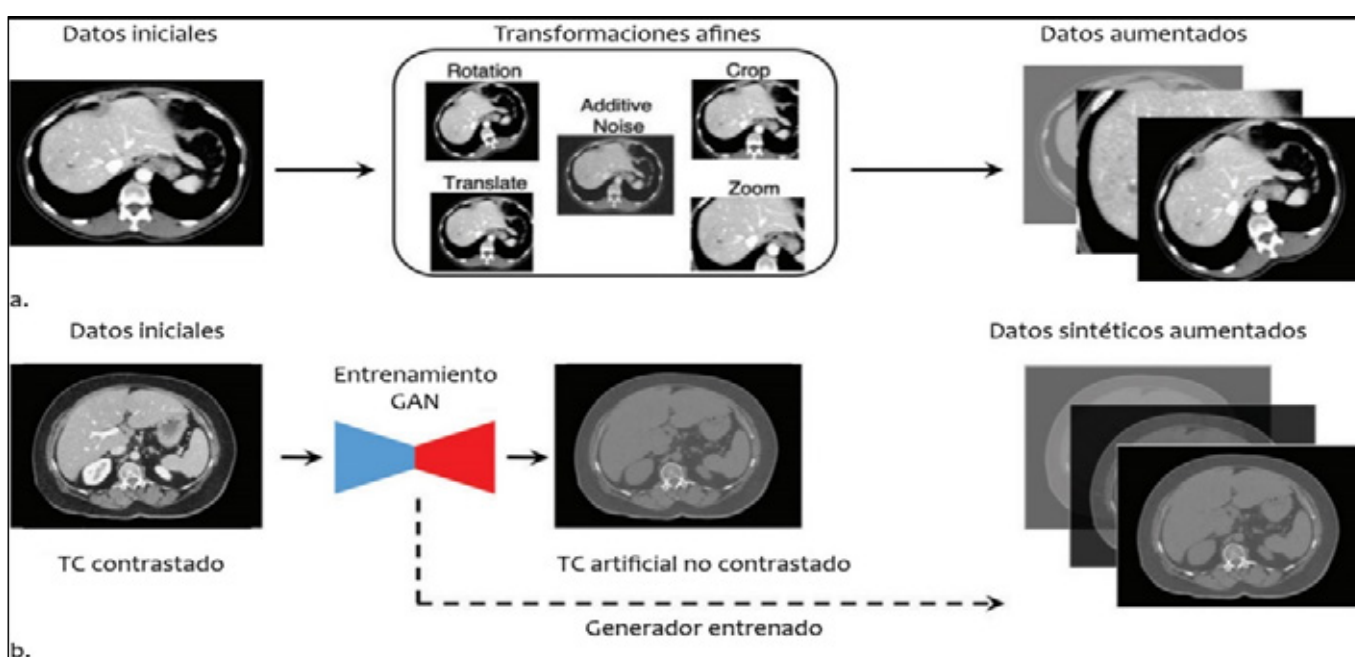 Datos iniciales
Transformaciones afines
Datos aumentados
Rotation
Crop
Additive
Noise
Translate
Zoom
a.
Datos iniciales
Datos sintéticos aumentados
Entrenamiento
GAN
TC contrastado
TC artificial no contrastado
Generador entrenado
b.